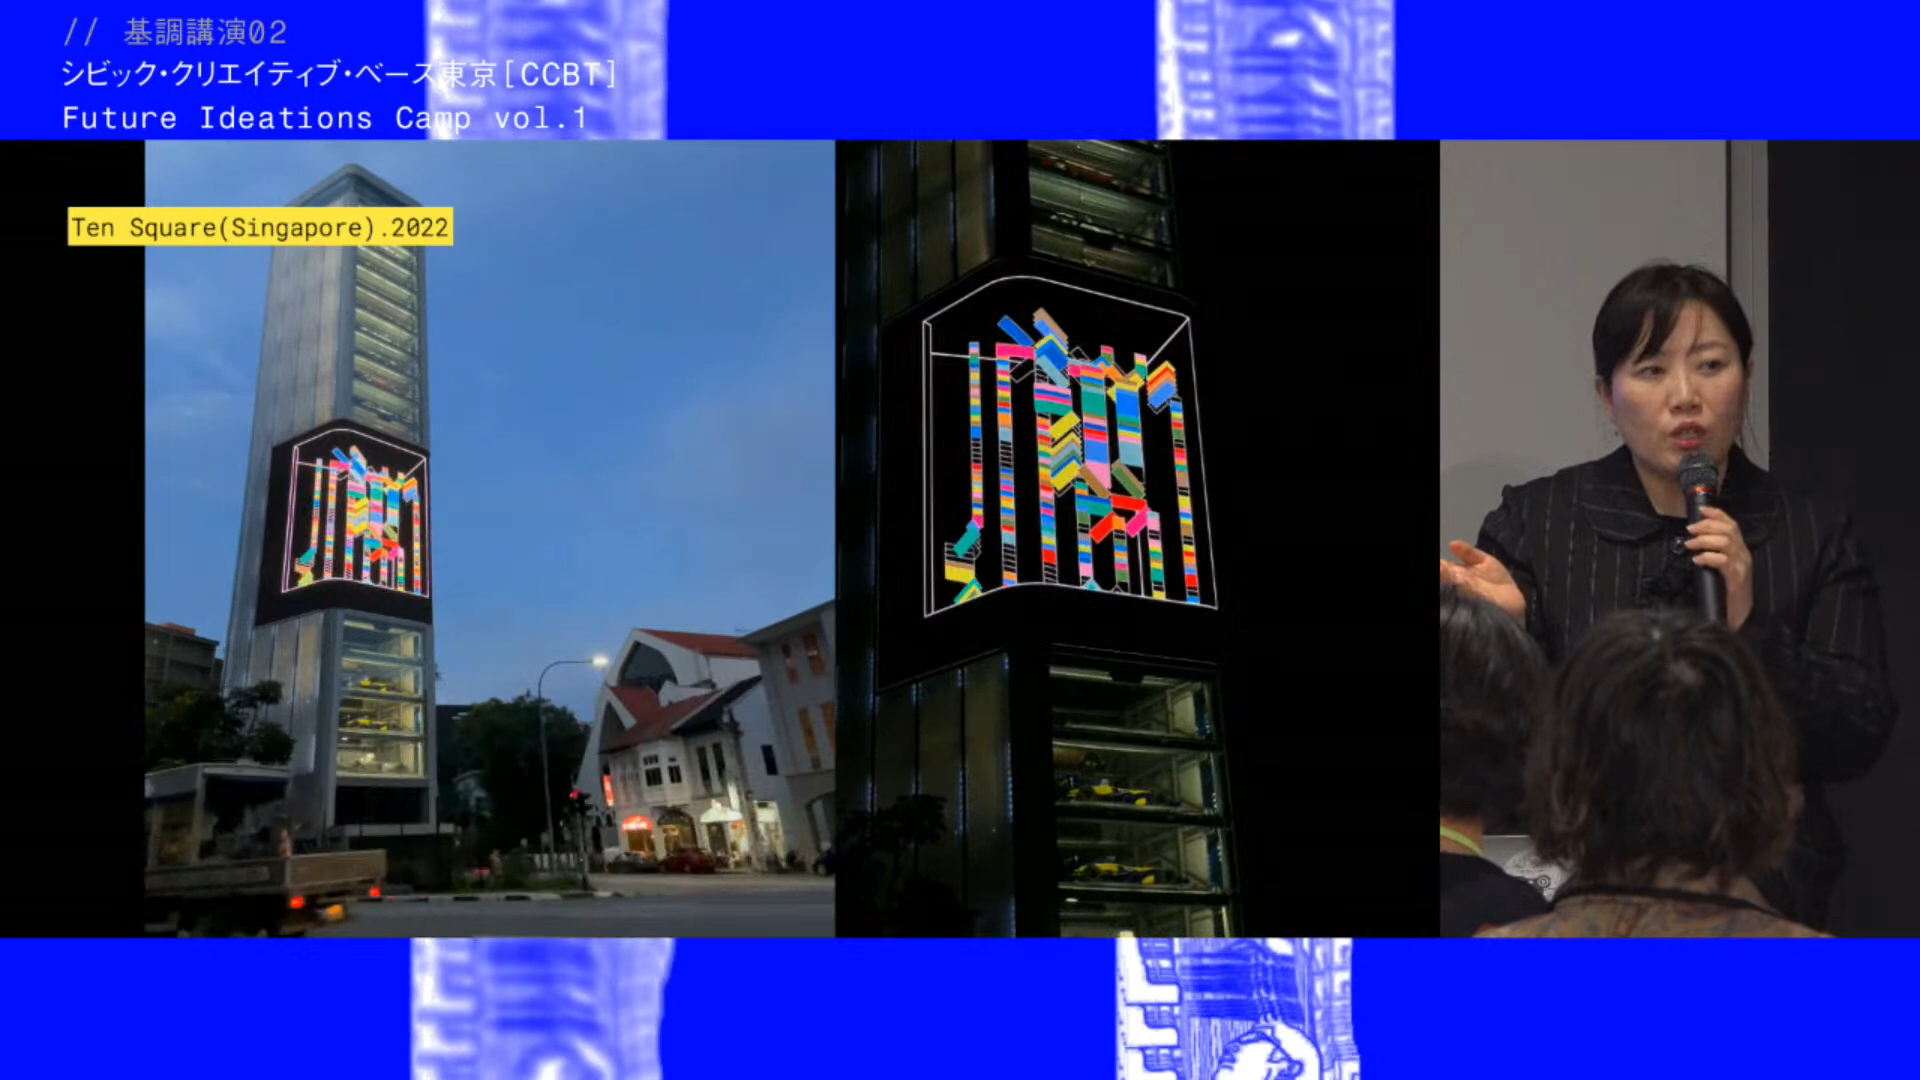 // 基調講演02
シビック・クリエイティブ・ベース東京[CCBT]
Future Ideations Camp vol.1
Ten Square(Singapore).2022